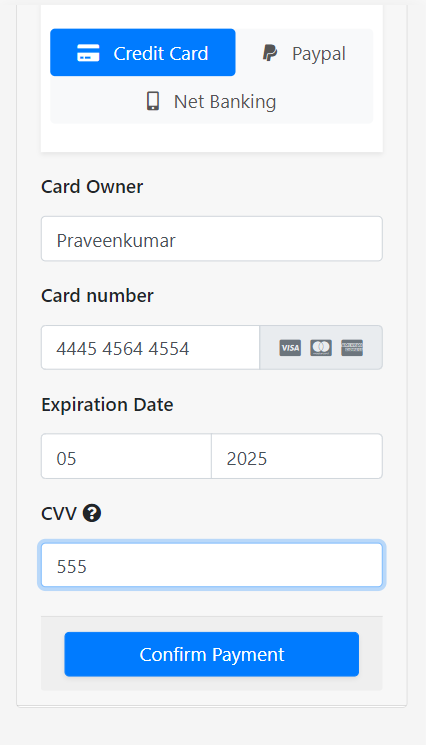 Credit Card
Paypal
Net Banking
Card Owner
Praveenkumar
Card number
4445 4564 4554
VISA
Expiration Date
05
2025
CVV ?
555
Confirm Payment